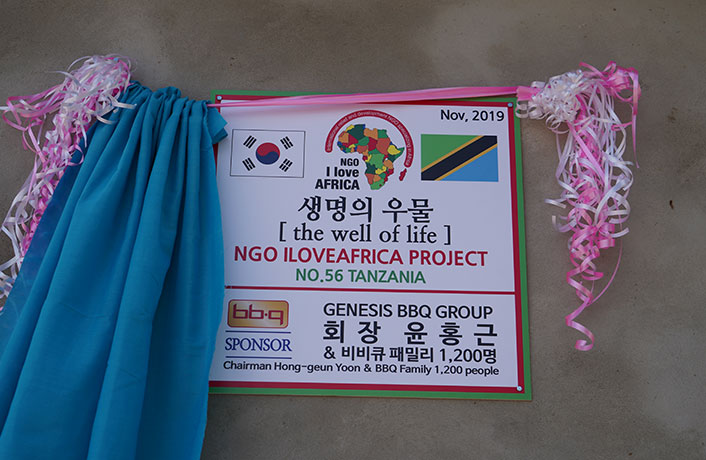 Nov, 2019
NGO
I love
AFRICA
생명의 우물
[ the well of life ]
NGO ILOVEAFRICA PROJECT
NO.56 TANZANIA
bb.q
SPONSOR
GENESIS BBQ GROUP
회장 윤홍근
& 비비큐 패밀리 1,200명
Chairman Hong-geun Yoon & BBQ Family 1,200 people